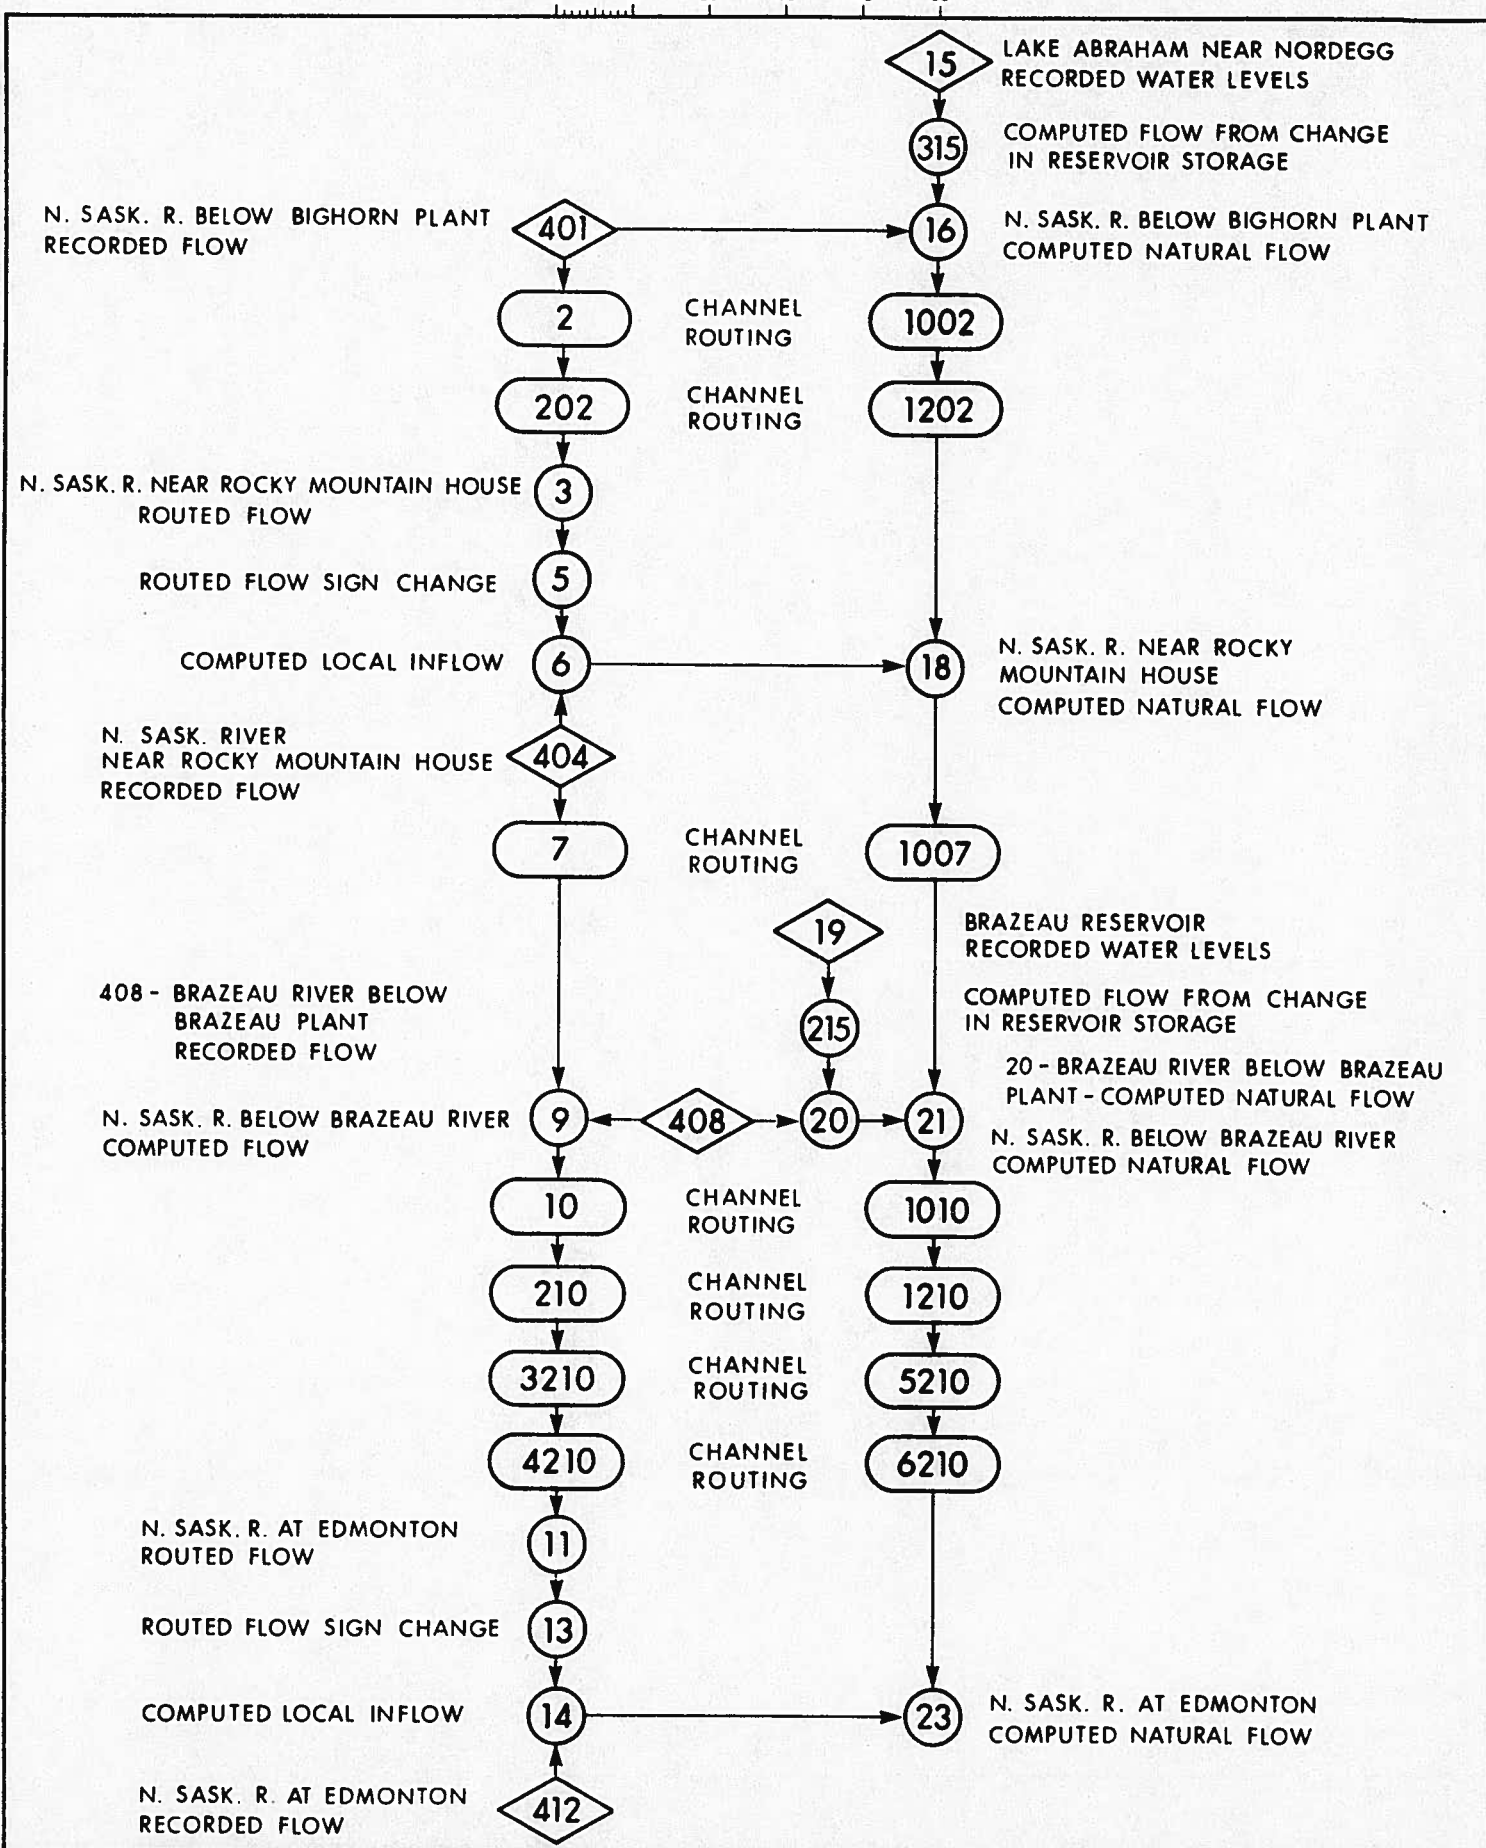 15
LAKE ABRAHAM NEAR NORDEGG
RECORDED WATER LEVELS
315
COMPUTED FLOW FROM CHANGE
IN RESERVOIR STORAGE
N. SASK. R. BELOW BIGHORN PLANT
RECORDED FLOW
401
16
N. SASK. R. BELOW BIGHORN PLANT
COMPUTED NATURAL FLOW
2
CHANNEL
ROUTING
1002
202
CHANNEL
ROUTING
1202
N. SASK. R. NEAR ROCKY MOUNTAIN HOUSE
ROUTED FLOW
3
ROUTED FLOW SIGN CHANGE
5
COMPUTED LOCAL INFLOW
6
18
N. SASK. R. NEAR ROCKY
MOUNTAIN HOUSE
COMPUTED NATURAL FLOW
N. SASK. RIVER
NEAR ROCKY MOUNTAIN HOUSE
RECORDED FLOW
404
7
CHANNEL
ROUTING
1007
19
BRAZEAU RESERVOIR
RECORDED WATER LEVELS
408 - BRAZEAU RIVER BELOW
BRAZEAU PLANT
RECORDED FLOW
215
COMPUTED FLOW FROM CHANGE
IN RESERVOIR STORAGE
20 - BRAZEAU RIVER BELOW BRAZEAU
PLANT - COMPUTED NATURAL FLOW
N. SASK. R. BELOW BRAZEAU RIVER
COMPUTED FLOW
9
408
20
21
N. SASK. R. BELOW BRAZEAU RIVER
COMPUTED NATURAL FLOW
10
CHANNEL
ROUTING
1010
210
CHANNEL
ROUTING
1210
3210
CHANNEL
ROUTING
5210
4210
CHANNEL
ROUTING
6210
N. SASK. R. AT EDMONTON
ROUTED FLOW
11
ROUTED FLOW SIGN CHANGE
13
COMPUTED LOCAL INFLOW
14
23
N. SASK. R. AT EDMONTON
COMPUTED NATURAL FLOW
N. SASK. R. AT EDMONTON
RECORDED FLOW
412